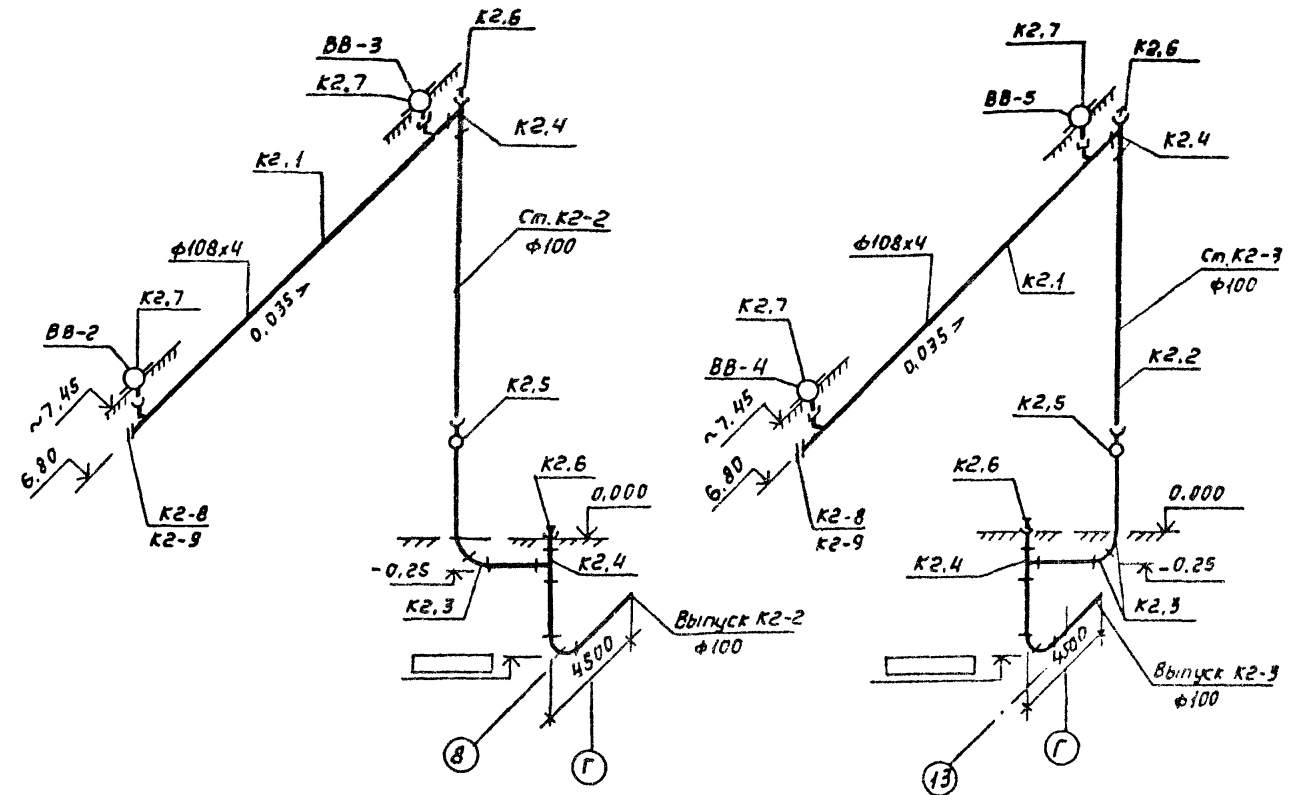 К2.6
ВВ-3
К2.7
К2.4
К2.1
Ст. К2-2
ф100
ф108х4
0,035 >
К2.7
ВВ-2
~7.45
6.80
К2-8
К2-9
К2.5
К2.6
0.000
-0.25
К2.4
К2.3
Выпуск К2-2
ф100
4500
8
Г
К2.7
К2.6
ВВ-5
К2.4
ф108х4
Ст. К2-3
ф100
К2.1
0,035 >
К2.7
ВВ-4
К2.2
~7.45
К2.5
6.80
К2.6
0.000
К2-8
К2-9
К2.4
-0.25
К2.3
4500
Выпуск К2-3
ф100
13
Г